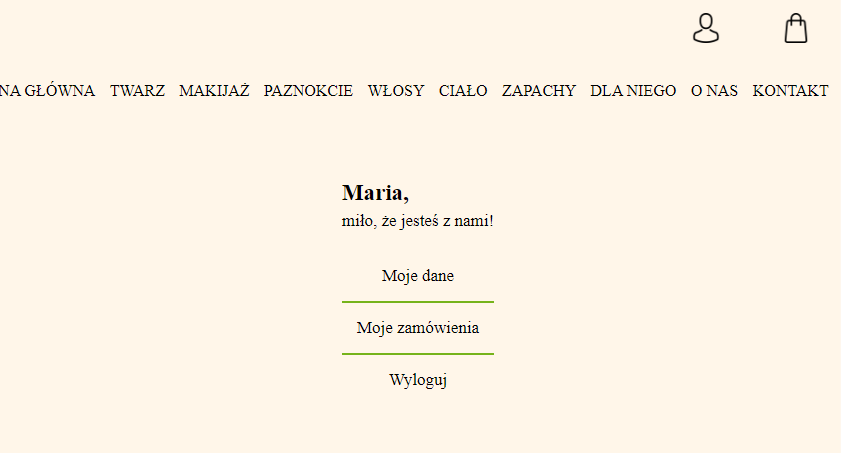 NA GŁÓWNA TWARZ MAKIJAŻ PAZNOKCIE WŁOSY CIAŁO ZAPACHY DLA NIEGO O NAS KONTAKT
Maria,
miło, że jesteś z nami!
Moje dane
Moje zamówienia
Wyloguj